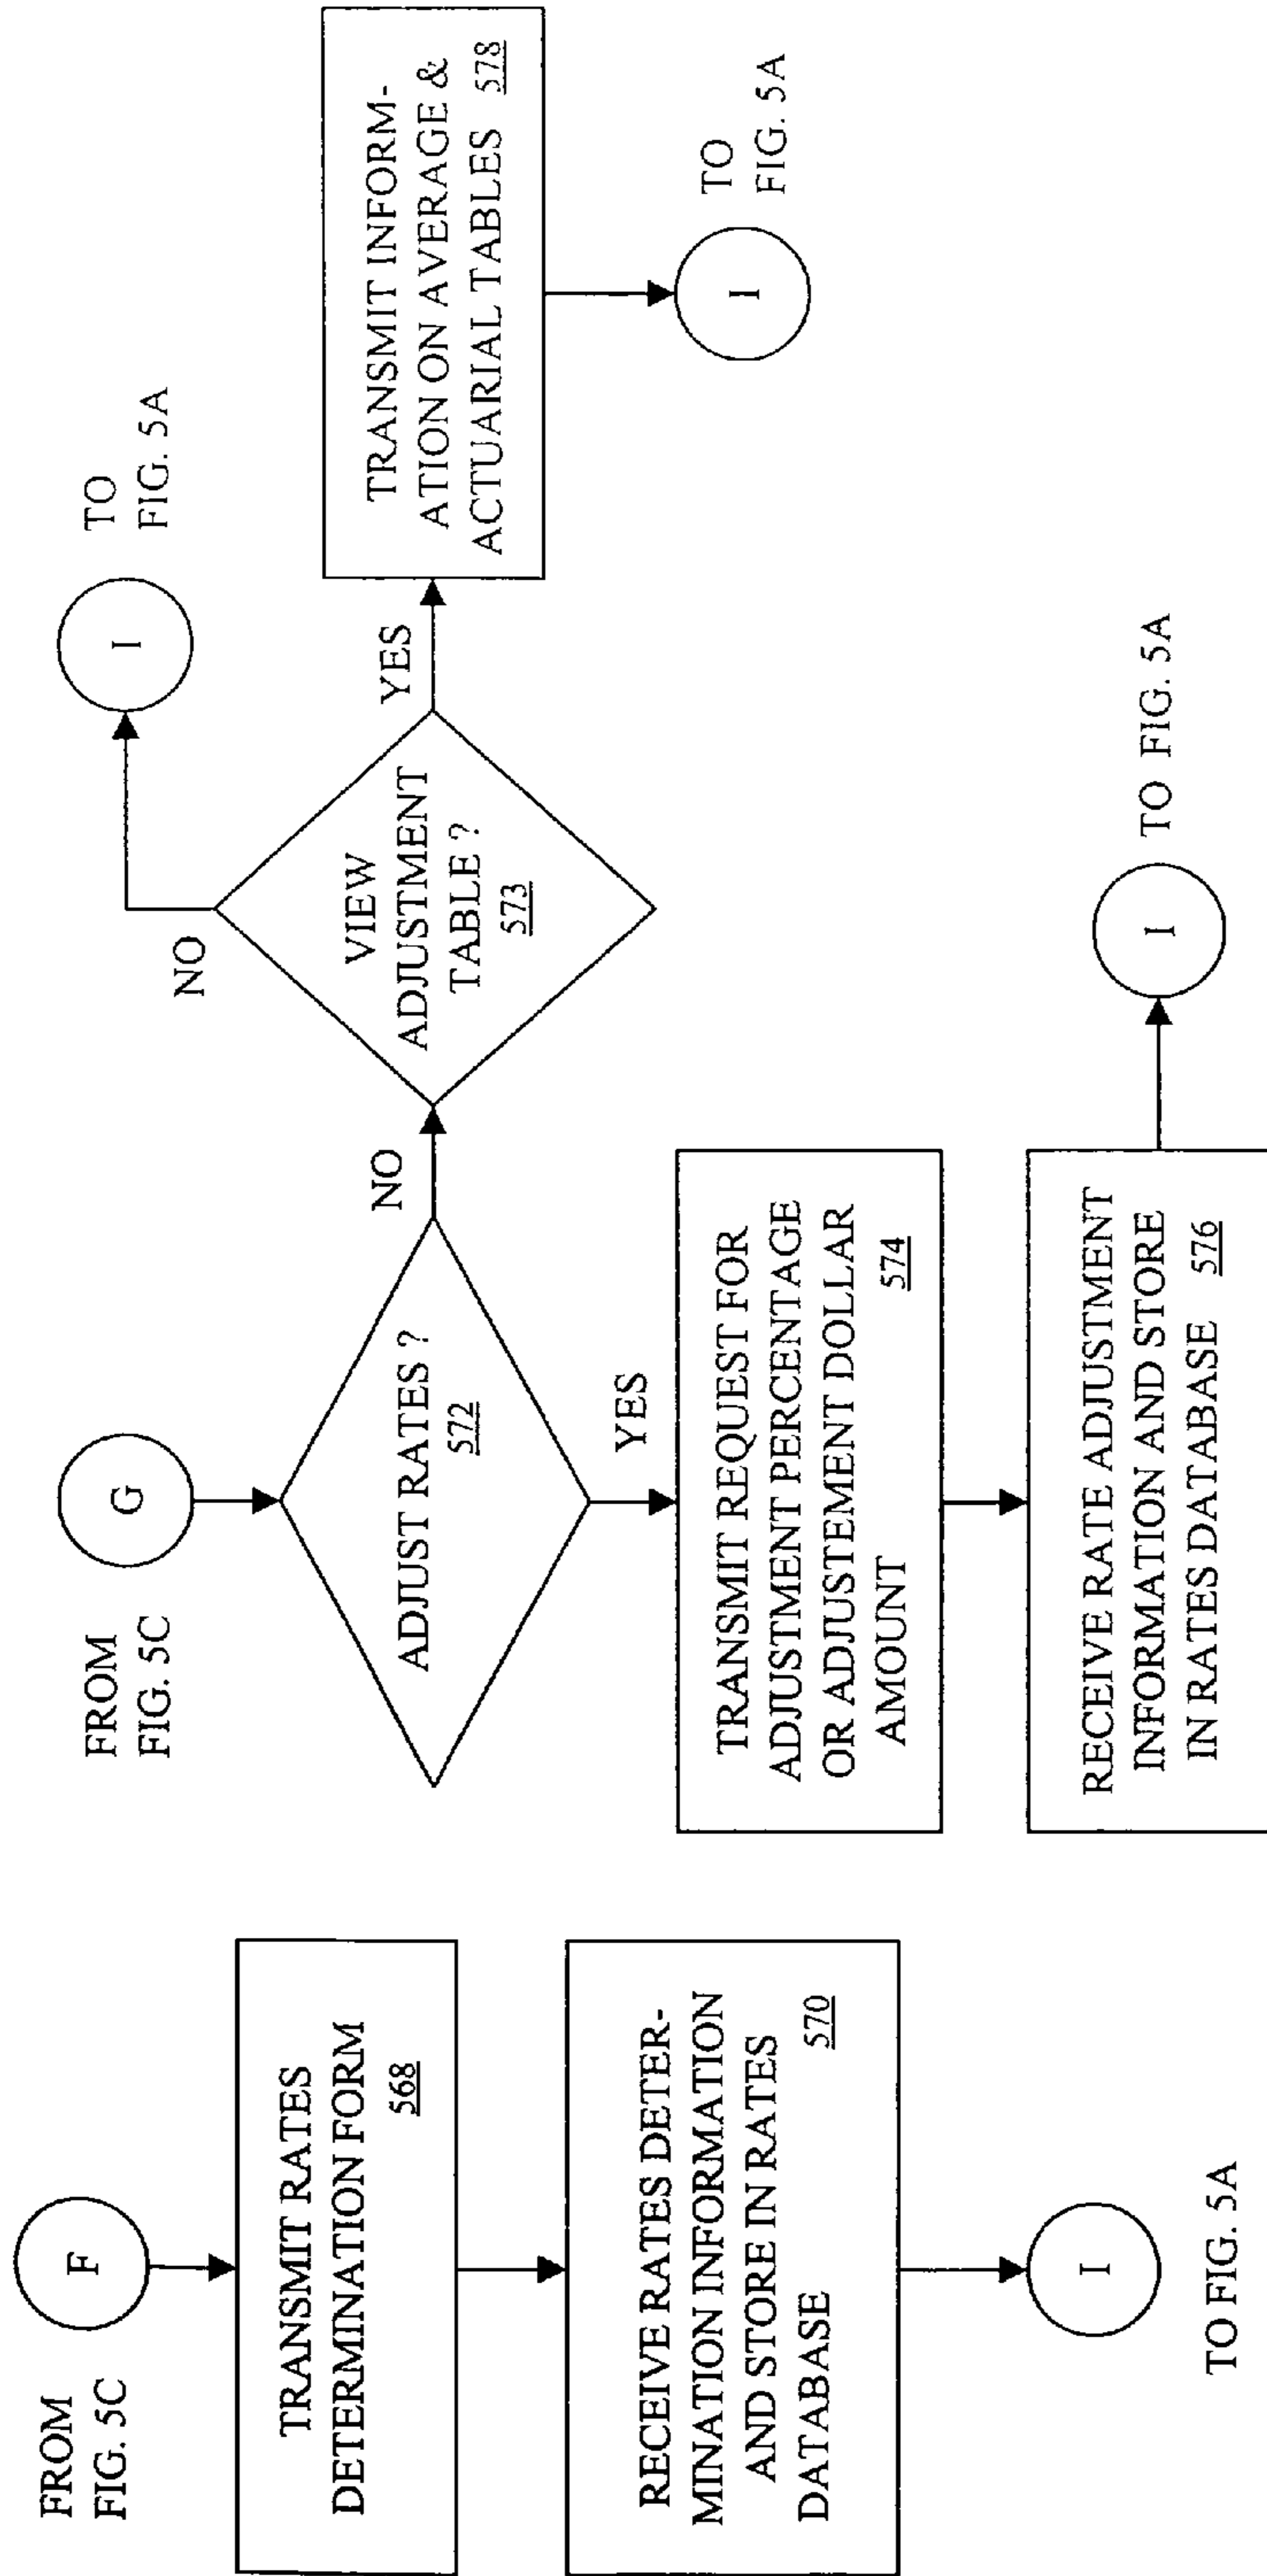 FROM
FIG. 5C
F
TRANSMIT RATES
DETERMINATION FORM
568
RECEIVE RATES DETER-
MINATION INFORMATION
AND STORE IN RATES
DATABASE 570
I
TO FIG. 5A
FROM
FIG. 5C
G
ADJUST RATES ?
572
NO
YES
TRANSMIT REQUEST FOR
ADJUSTMENT PERCENTAGE
OR ADJUSTEMENT DOLLAR
AMOUNT 574
RECEIVE RATE ADJUSTMENT
INFORMATION AND STORE
IN RATES DATABASE 576
I
TO FIG. 5A
VIEW
ADJUSTMENT
TABLE ?
573
NO
I
TO
FIG. 5A
YES
TRANSMIT INFORM-
ATION ON AVERAGE &
ACTUARIAL TABLES 578
I
TO
FIG. 5A